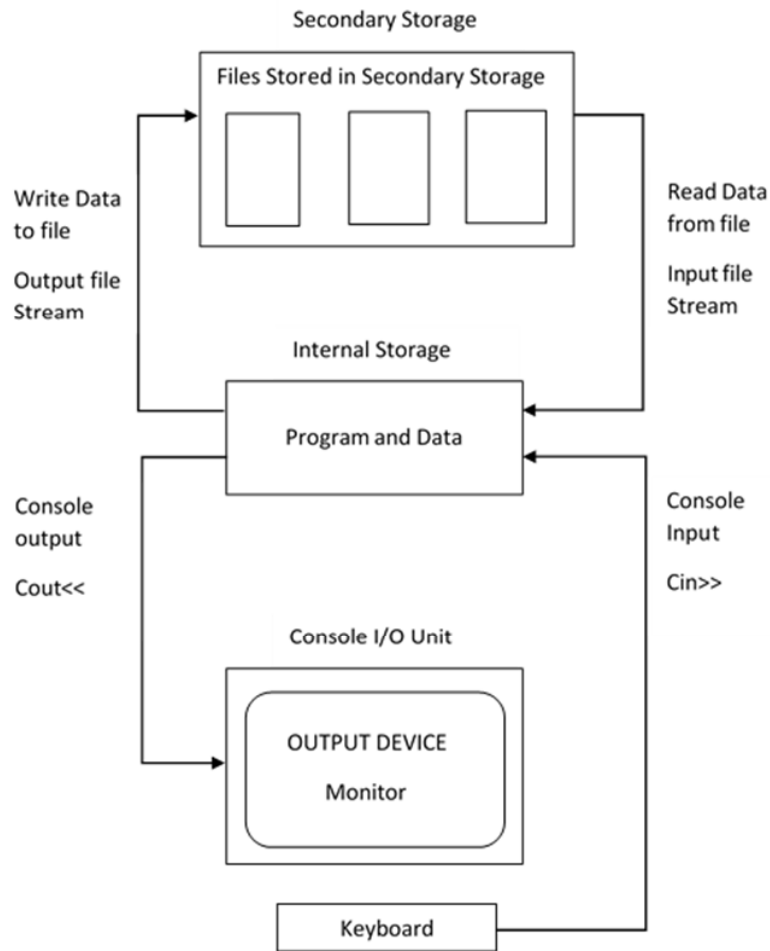 Secondary Storage
Files Stored in Secondary Storage
Write Data
to file
Output file
Stream
Read Data
from file
Input file
Stream
Internal Storage
Program and Data
Console
output
Cout<<
Console
Input
Cin>>
Console I/O Unit
OUTPUT DEVICE
Monitor
Keyboard